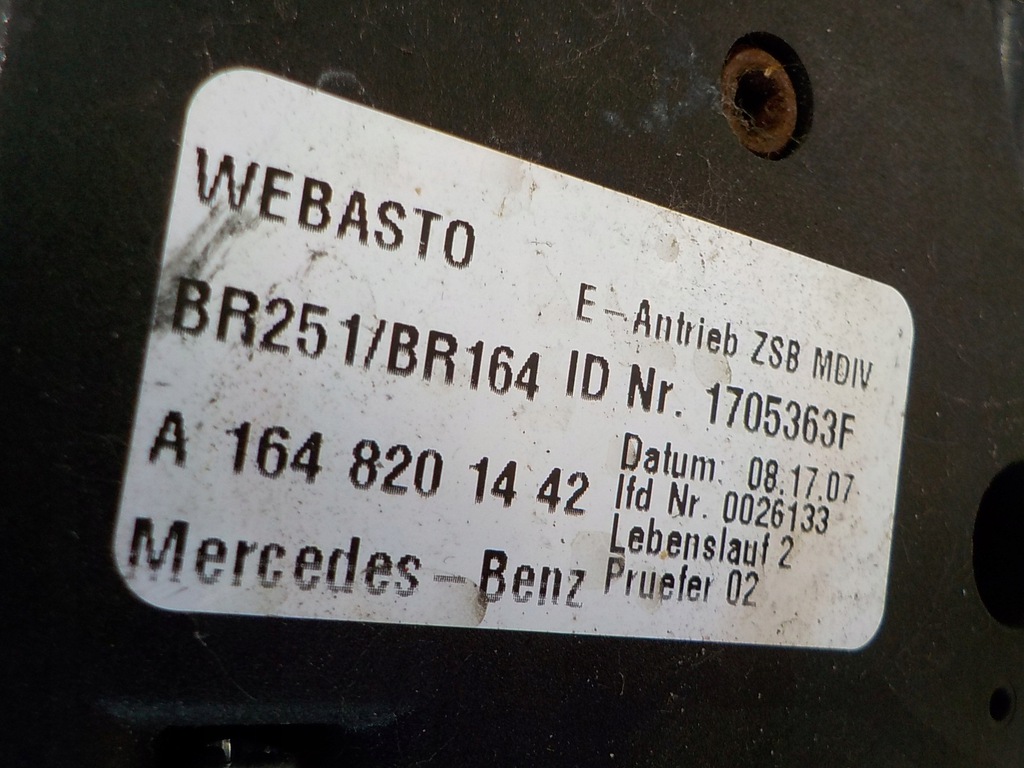 WEBASTO
E-Antrieb ZSB MDIV
BR251/BR164 ID Nr. 1705363F
A 164 820 14 42
Datum: 08.17.07
lfd Nr. 0026133
Lebenslauf 2
Mercedes-Benz
Pruefer 02